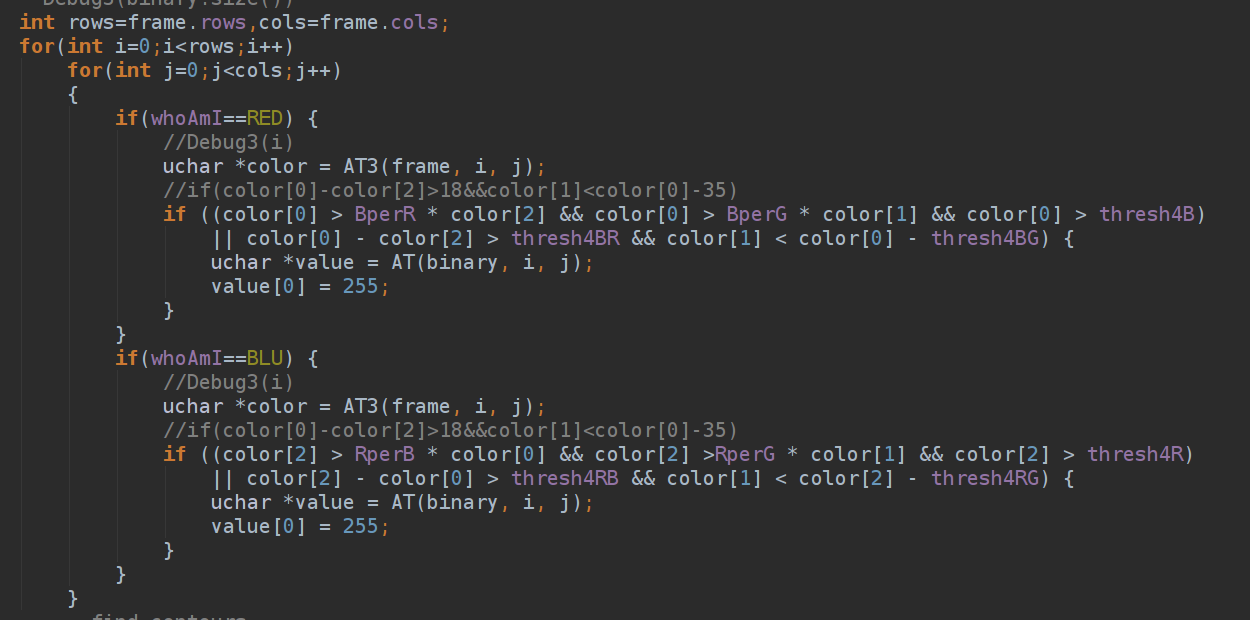 Debug3(binary.size())
int rows=frame.rows,cols=frame.cols;
for(int i=0;i<rows;i++)
for(int j=0;j<cols;j++)
{
if(whoAmI==RED) {
//Debug3(i)
uchar *color = AT3(frame, i, j);
//if(color[0]-color[2]>18&&color[1]<color[0]-35)
if ((color[0] > BperR * color[2] && color[0] > BperG * color[1] && color[0] > thresh4B)
|| color[0] - color[2] > thresh4BR && color[1] < color[0] - thresh4BG) {
uchar *value = AT(binary, i, j);
value[0] = 255;
}
}
if(whoAmI==BLU) {
//Debug3(i)
uchar *color = AT3(frame, i, j);
//if(color[0]-color[2]>18&&color[1]<color[0]-35)
if ((color[2] > RperB * color[0] && color[2] >RperG * color[1] && color[2] > thresh4R)
|| color[2] - color[0] > thresh4RB && color[1] < color[2] - thresh4RG) {
uchar *value = AT(binary, i, j);
value[0] = 255;
}
}
}
find contours